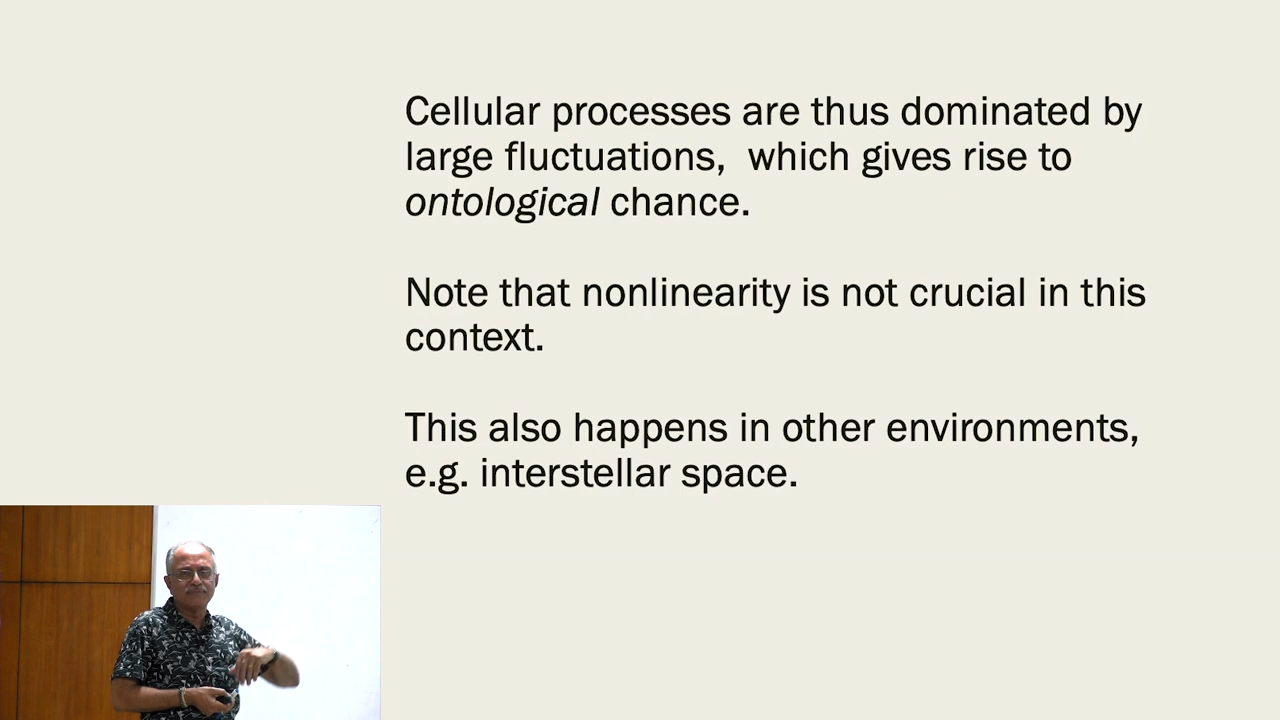 Cellular processes are thus dominated by
large fluctuations,  which gives rise to
ontological chance.
Note that nonlinearity is not crucial in this
context.
This also happens in other environments,
e.g. interstellar space.